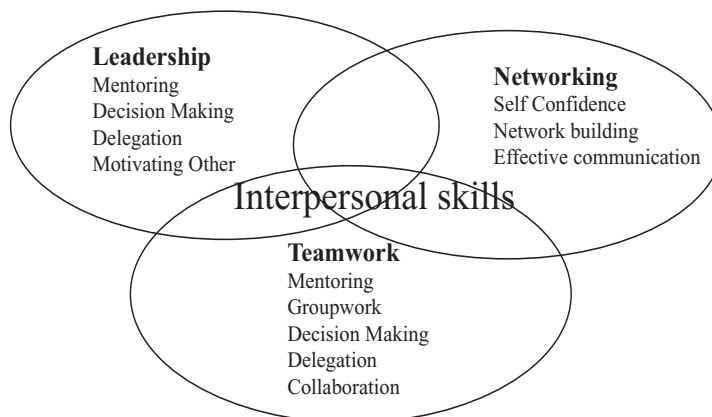 Leadership
Mentoring
Decision Making
Delegation
Motivating Other
Networking
Self Confidence
Network building
Effective communication
Interpersonal skills
Teamwork
Mentoring
Groupwork
Decision Making
Delegation
Collaboration